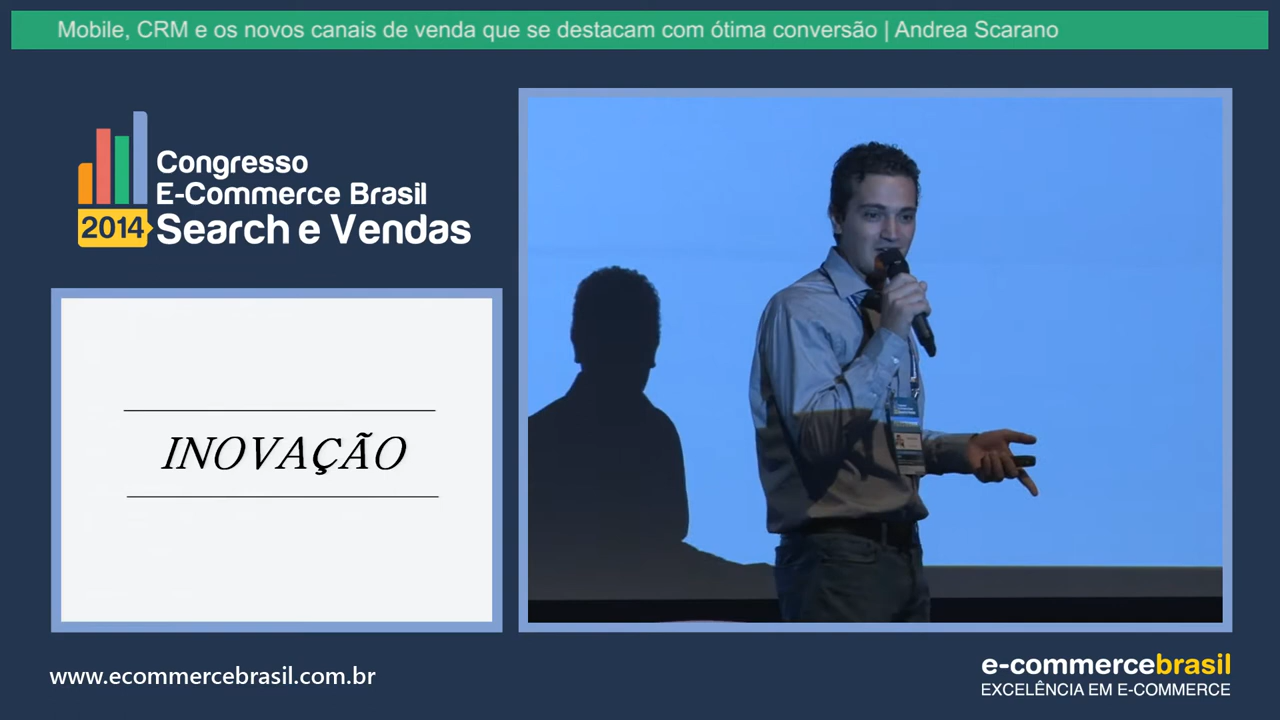 Mobile, CRM e os novos canais de venda que se destacam com ótima conversão | Andrea Scarano
Congresso
E-Commerce Brasil
2014 Search e Vendas
INOVAÇÃO
www.ecommercebrasil.com.br
e-commercebrasil
EXCELÊNCIA EM E-COMMERCE